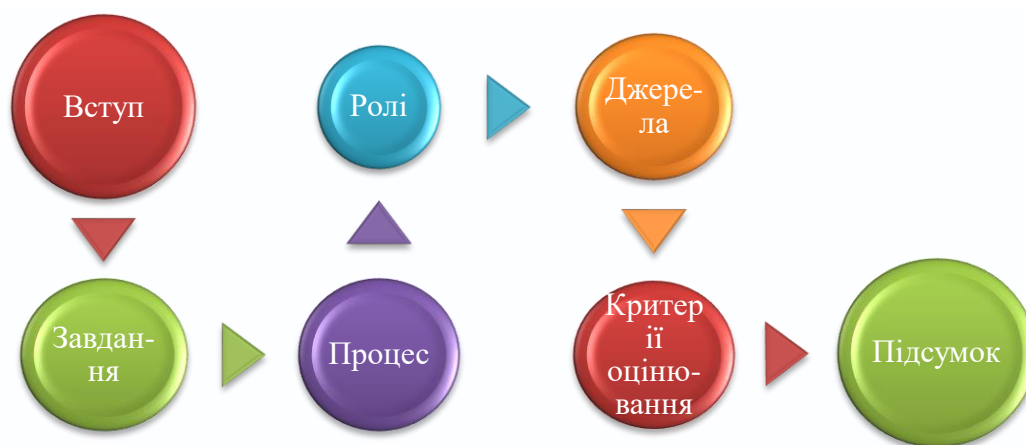 Вступ
Завдан-
ня
Процес
Ролі
Джере-
ла
Критер
ії
оціню-
вання
Підсумок